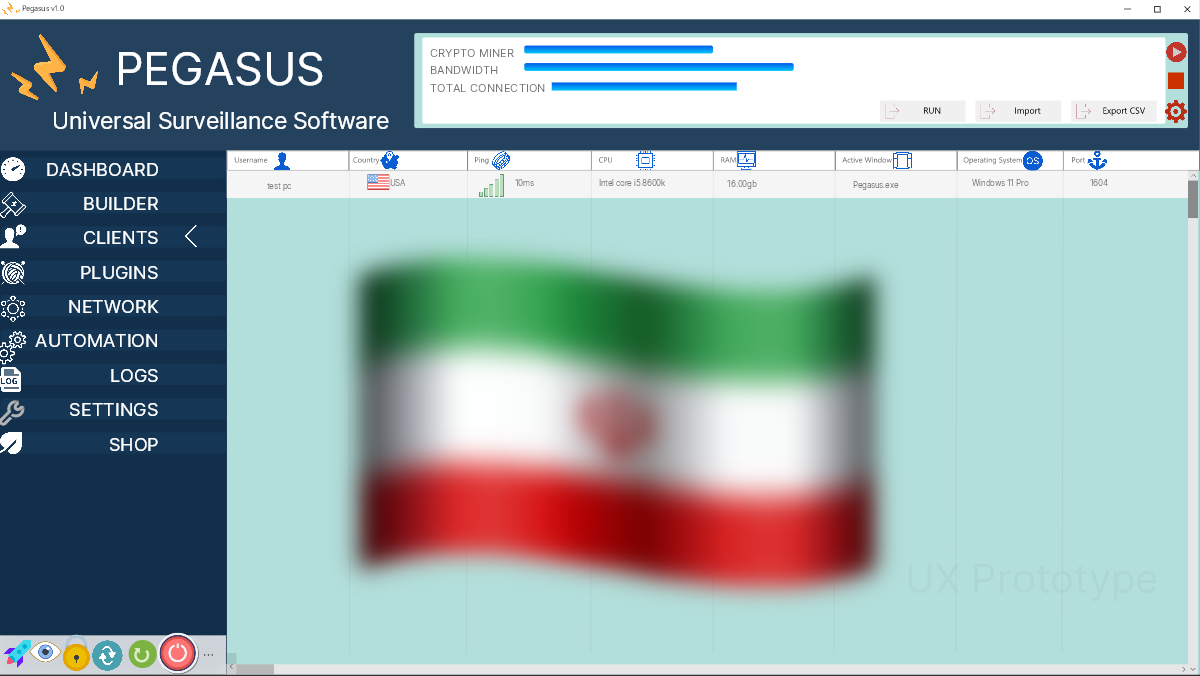 Pegasus v1.0
PEGASUS
Universal Surveillance Software
CRYPTO MINER
BANDWIDTH
TOTAL CONNECTION
RUN
Import
Export CSV
DASHBOARD
BUILDER
CLIENTS
PLUGINS
NETWORK
AUTOMATION
LOGS
LOG
SETTINGS
SHOP
Username
Country
Ping
CPU
RAM
Active Window
Operating System
OS
Port
test pc
USA
10ms
Intel core i5 8600k
16.00gb
Pegasus.exe
Windows 11 Pro
1604
UX Prototype